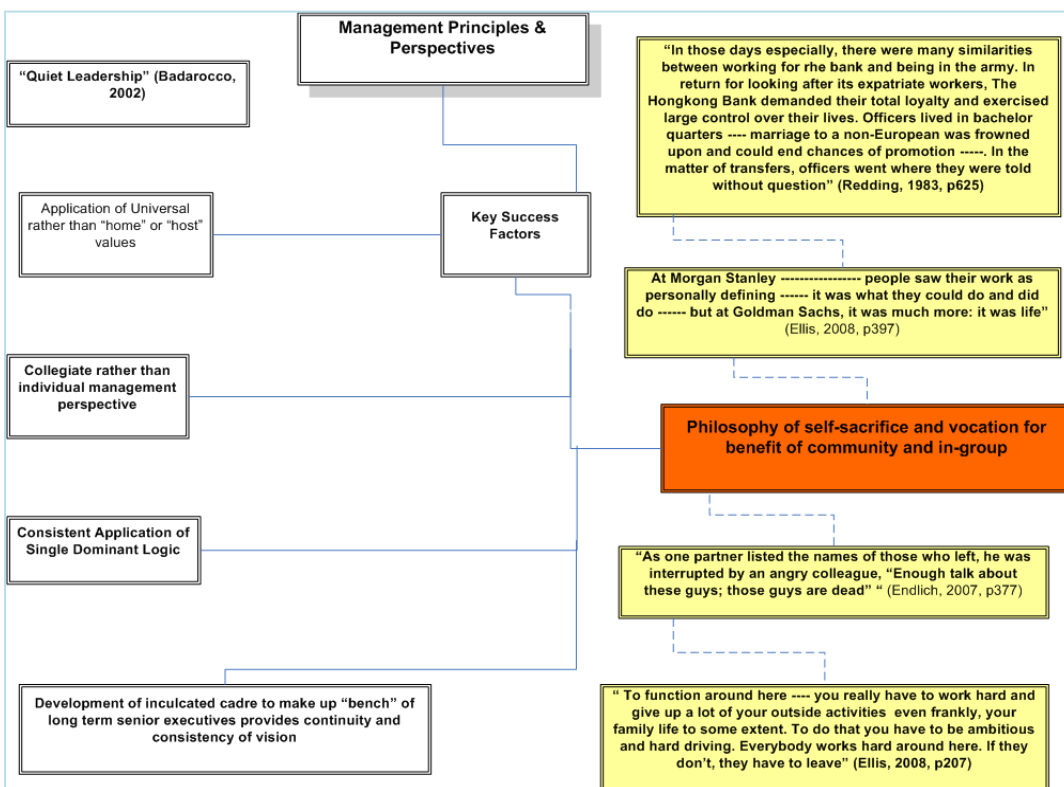 Management Principles &
Perspectives
“Quiet Leadership” (Badarocco,
2002)
“In those days especially, there were many similarities
between working for rhe bank and being in the army. In
return for looking after its expatriate workers, The
Hongkong Bank demanded their total loyalty and exercised
large control over their lives. Officers lived in bachelor
quarters ---- marriage to a non-European was frowned
upon and could end chances of promotion -----. In the
matter of transfers, officers went where they were told
without question” (Redding, 1983, p625)
Application of Universal
rather than “home” or “host”
values
Key Success
Factors
At Morgan Stanley ----------------- people saw their work as
personally defining ------ it was what they could do and did
do ------ but at Goldman Sachs, it was much more: it was life”
(Ellis, 2008, p397)
Collegiate rather than
individual management
perspective
Philosophy of self-sacrifice and vocation for
benefit of community and in-group
Consistent Application of
Single Dominant Logic
“As one partner listed the names of those who left, he was
interrupted by an angry colleague, “Enough talk about
these guys; those guys are dead” “ (Endlich, 2007, p377)
Development of inculcated cadre to make up “bench” of
long term senior executives provides continuity and
consistency of vision
“ To function around here ---- you really have to work hard and
give up a lot of your outside activities even frankly, your
family life to some extent. To do that you have to be ambitious
and hard driving. Everybody works hard around here. If they
don’t, they have to leave” (Ellis, 2008, p207)